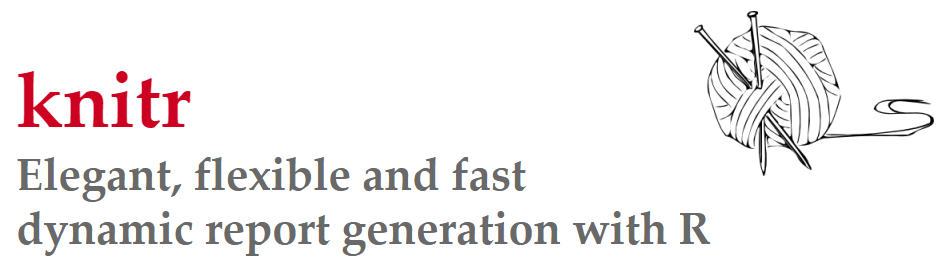 knitr
Elegant, flexible and fast
dynamic report generation with R